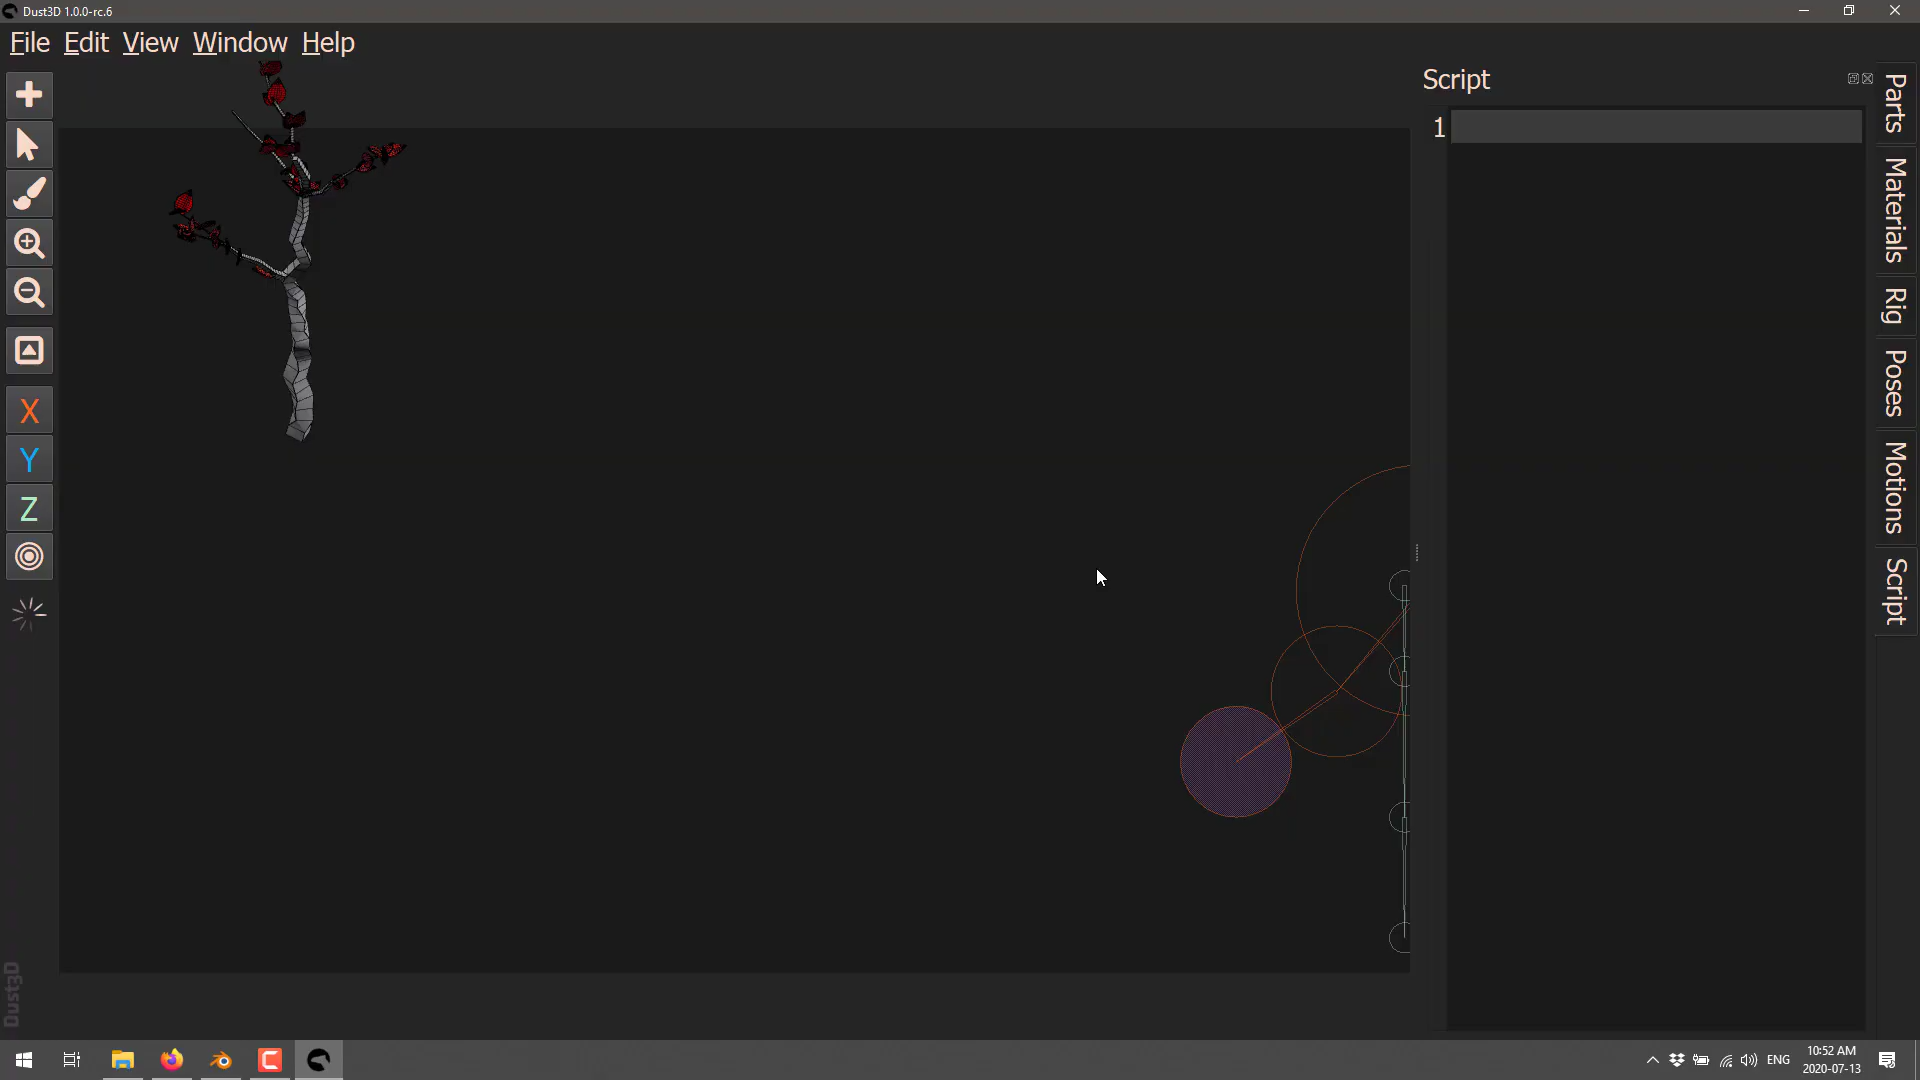 Dust3D 1.0.0-rc.6
File Edit View Window Help
Script
1
X
Y
Z
Parts
Materials
Rig
Poses
Motions
Script
Dust3D
ENG
10:52 AM
2020-07-13